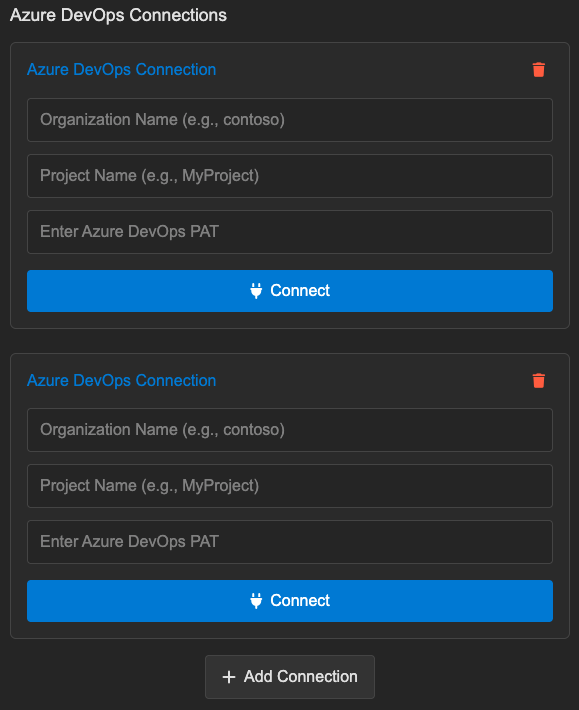 Azure DevOps Connections
Azure DevOps Connection
Organization Name (e.g., contoso)
Project Name (e.g., MyProject)
Enter Azure DevOps PAT
Connect
Azure DevOps Connection
Organization Name (e.g., contoso)
Project Name (e.g., MyProject)
Enter Azure DevOps PAT
Connect
Add Connection